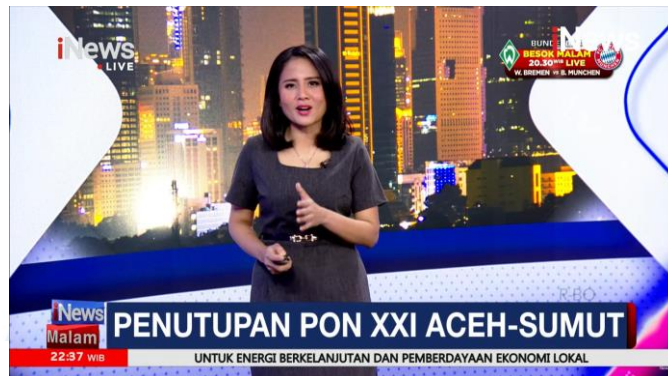 iNews
LIVE
BESOK MALAM
20.30 WIB LIVE
W. BREMEN VS B. MUNCHEN
iNews
Malam
PENUTUPAN PON XXI ACEH-SUMUT
22:37 WIB
UNTUK ENERGI BERKELANJUTAN DAN PEMBERDAYAAN EKONOMI LOKAL